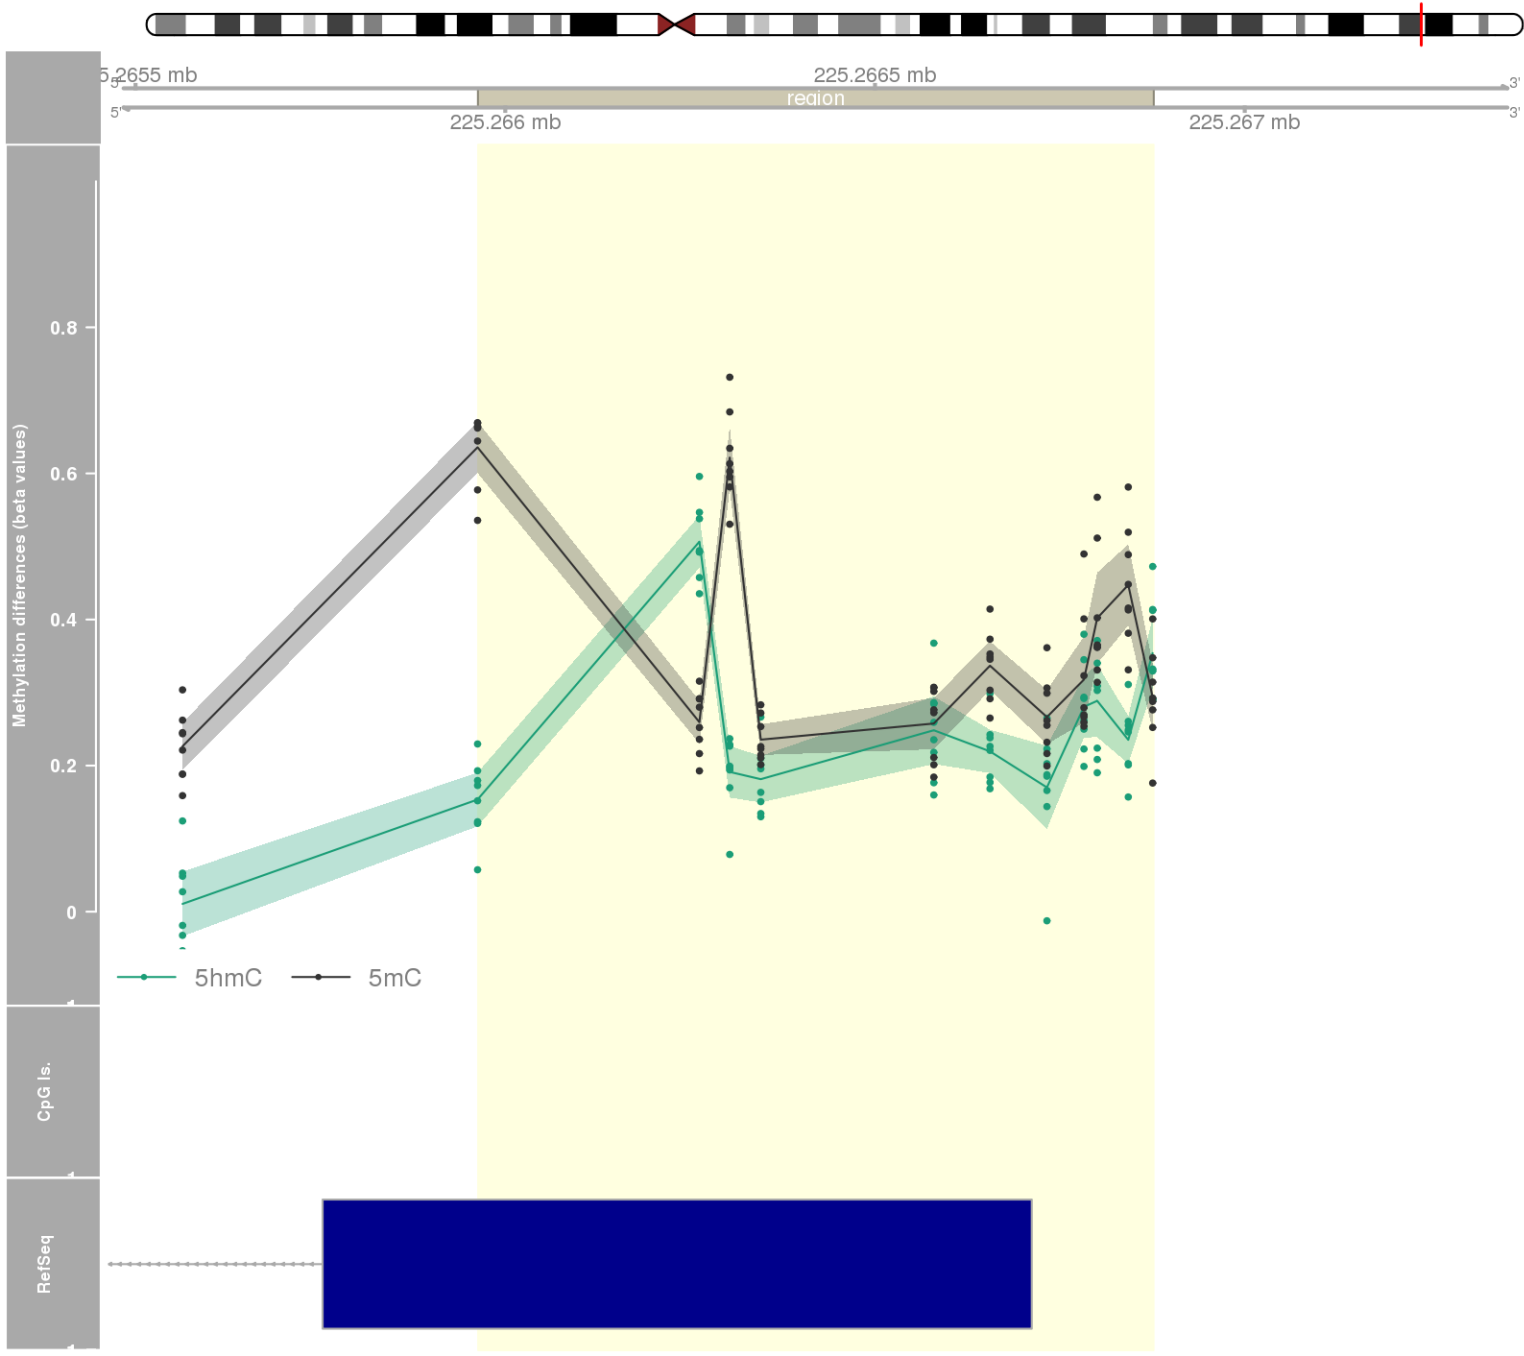 5.2655 mb
225.2665 mb
5'
3'
region
5'
3'
225.266 mb
225.267 mb
Methylation differences (beta values)
0.8
0.6
0.4
0.2
0
5hmC
5mC
CpG Is.
RefSeq